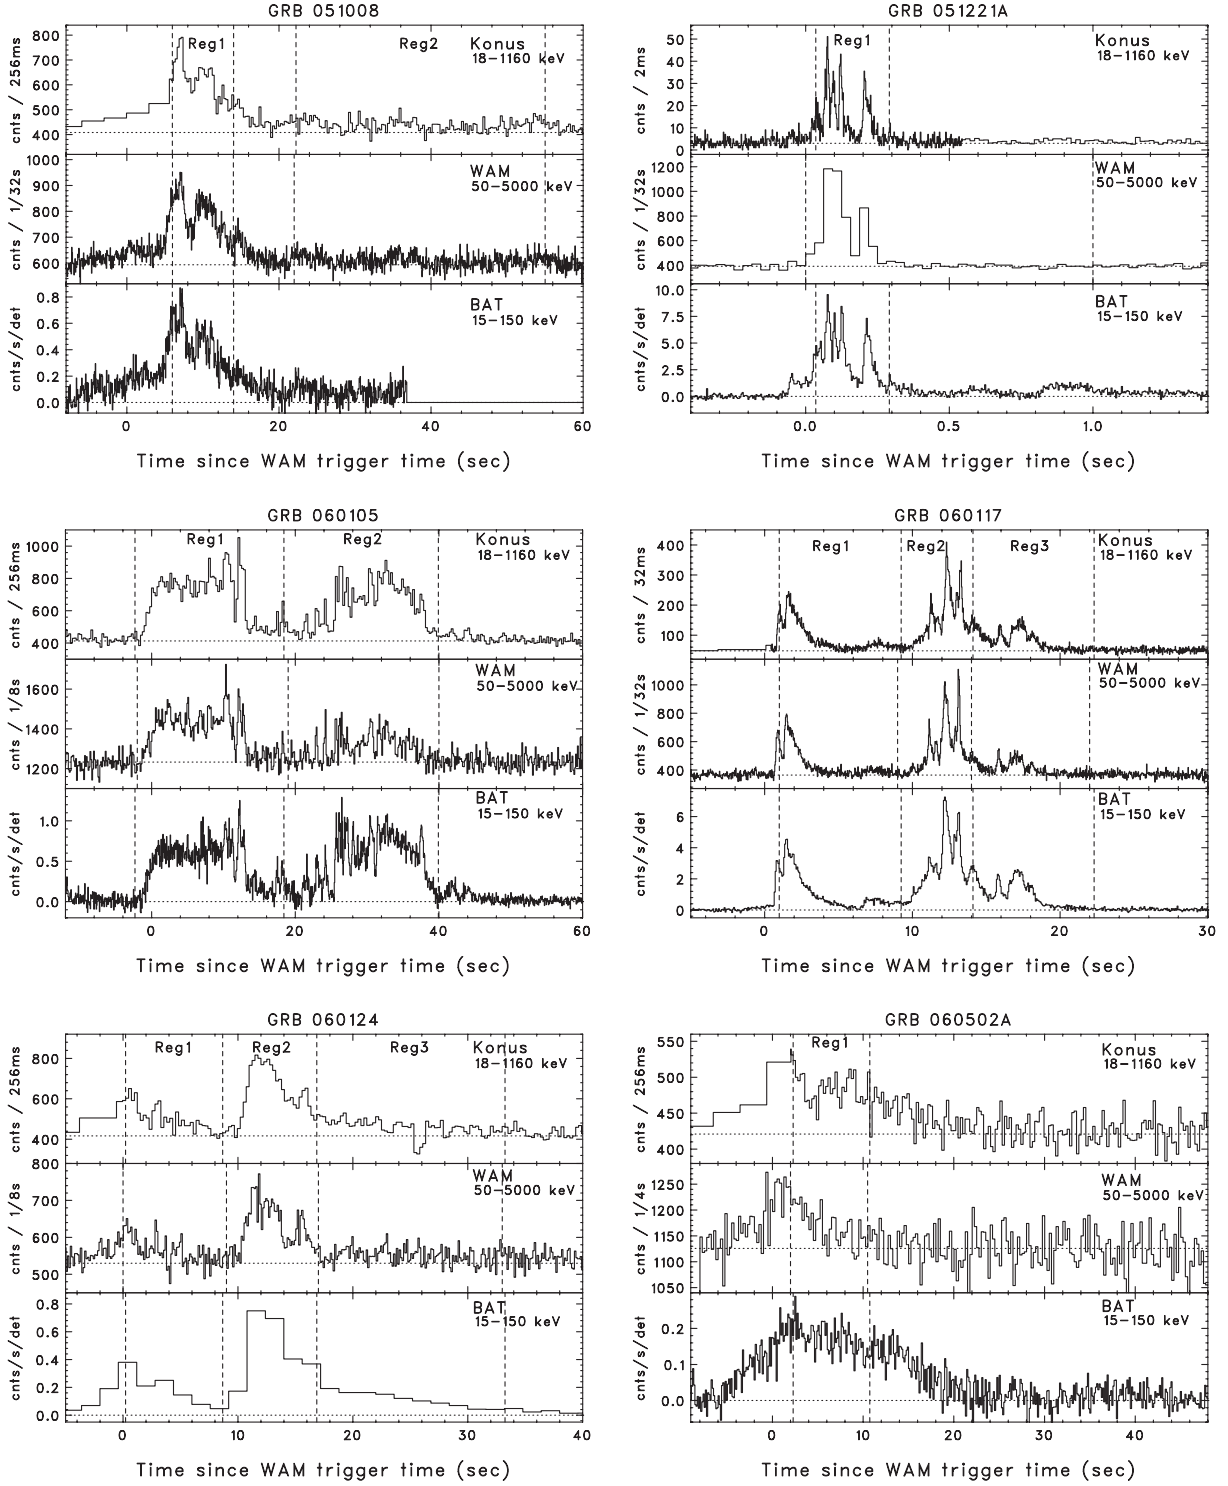 GRB 051008
800
700
600
500
400
cnts / 256ms
Reg1
Reg2
Konus
18-1160 keV
1000
900
800
700
600
cnts / 1/32s
WAM
50-5000 keV
0.8
0.6
0.4
0.2
0.0
cnts/s/det
BAT
15-150 keV
0 20 40 60
Time since WAM trigger time (sec)
GRB 051221A
50
40
30
20
10
0
cnts / 2ms
Reg1
Konus
18-1160 keV
1200
1000
800
600
400
cnts / 1/32s
WAM
50-5000 keV
10.0
7.5
5.0
2.5
0.0
cnts/s/det
BAT
15-150 keV
0.0 0.5 1.0
Time since WAM trigger time (sec)
GRB 060105
1000
800
600
400
cnts / 256ms
Reg1
Reg2
Konus
18-1160 keV
1600
1400
1200
cnts / 1/8s
WAM
50-5000 keV
1.0
0.5
0.0
cnts/s/det
BAT
15-150 keV
0 20 40 60
Time since WAM trigger time (sec)
GRB 060117
400
300
200
100
cnts / 32ms
Reg1
Reg2
Reg3
Konus
18-1160 keV
1000
800
600
400
cnts / 1/32s
WAM
50-5000 keV
6
4
2
0
cnts/s/det
BAT
15-150 keV
0 10 20 30
Time since WAM trigger time (sec)
GRB 060124
800
600
400
cnts / 256ms
Reg1
Reg2
Reg3
Konus
18-1160 keV
800
700
600
500
cnts / 1/8s
WAM
50-5000 keV
0.8
0.6
0.4
0.2
0.0
cnts/s/det
BAT
15-150 keV
0 10 20 30 40
Time since WAM trigger time (sec)
GRB 060502A
550
500
450
400
cnts / 256ms
Reg1
Konus
18-1160 keV
1250
1200
1150
1100
1050
cnts / 1/4s
WAM
50-5000 keV
0.2
0.1
0.0
cnts/s/det
BAT
15-150 keV
0 20 40
Time since WAM trigger time (sec)